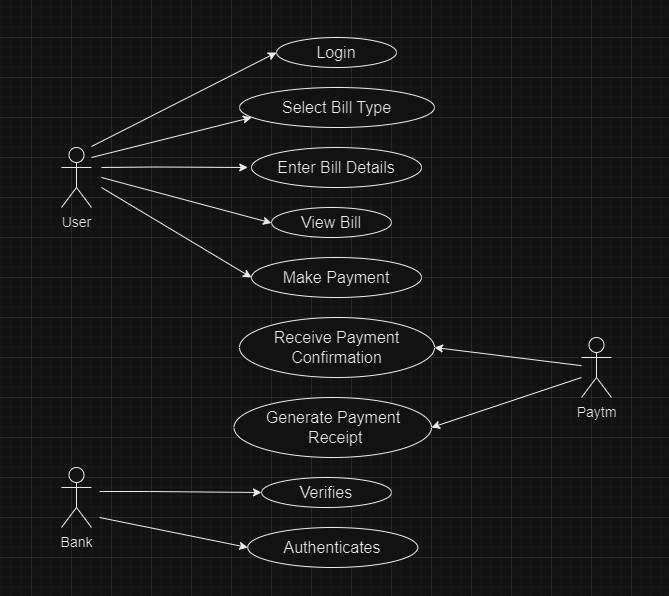 Login
Select Bill Type
Enter Bill Details
User
View Bill
Make Payment
Receive Payment
Confirmation
Paytm
Generate Payment
Receipt
Verifies
Bank
Authenticates